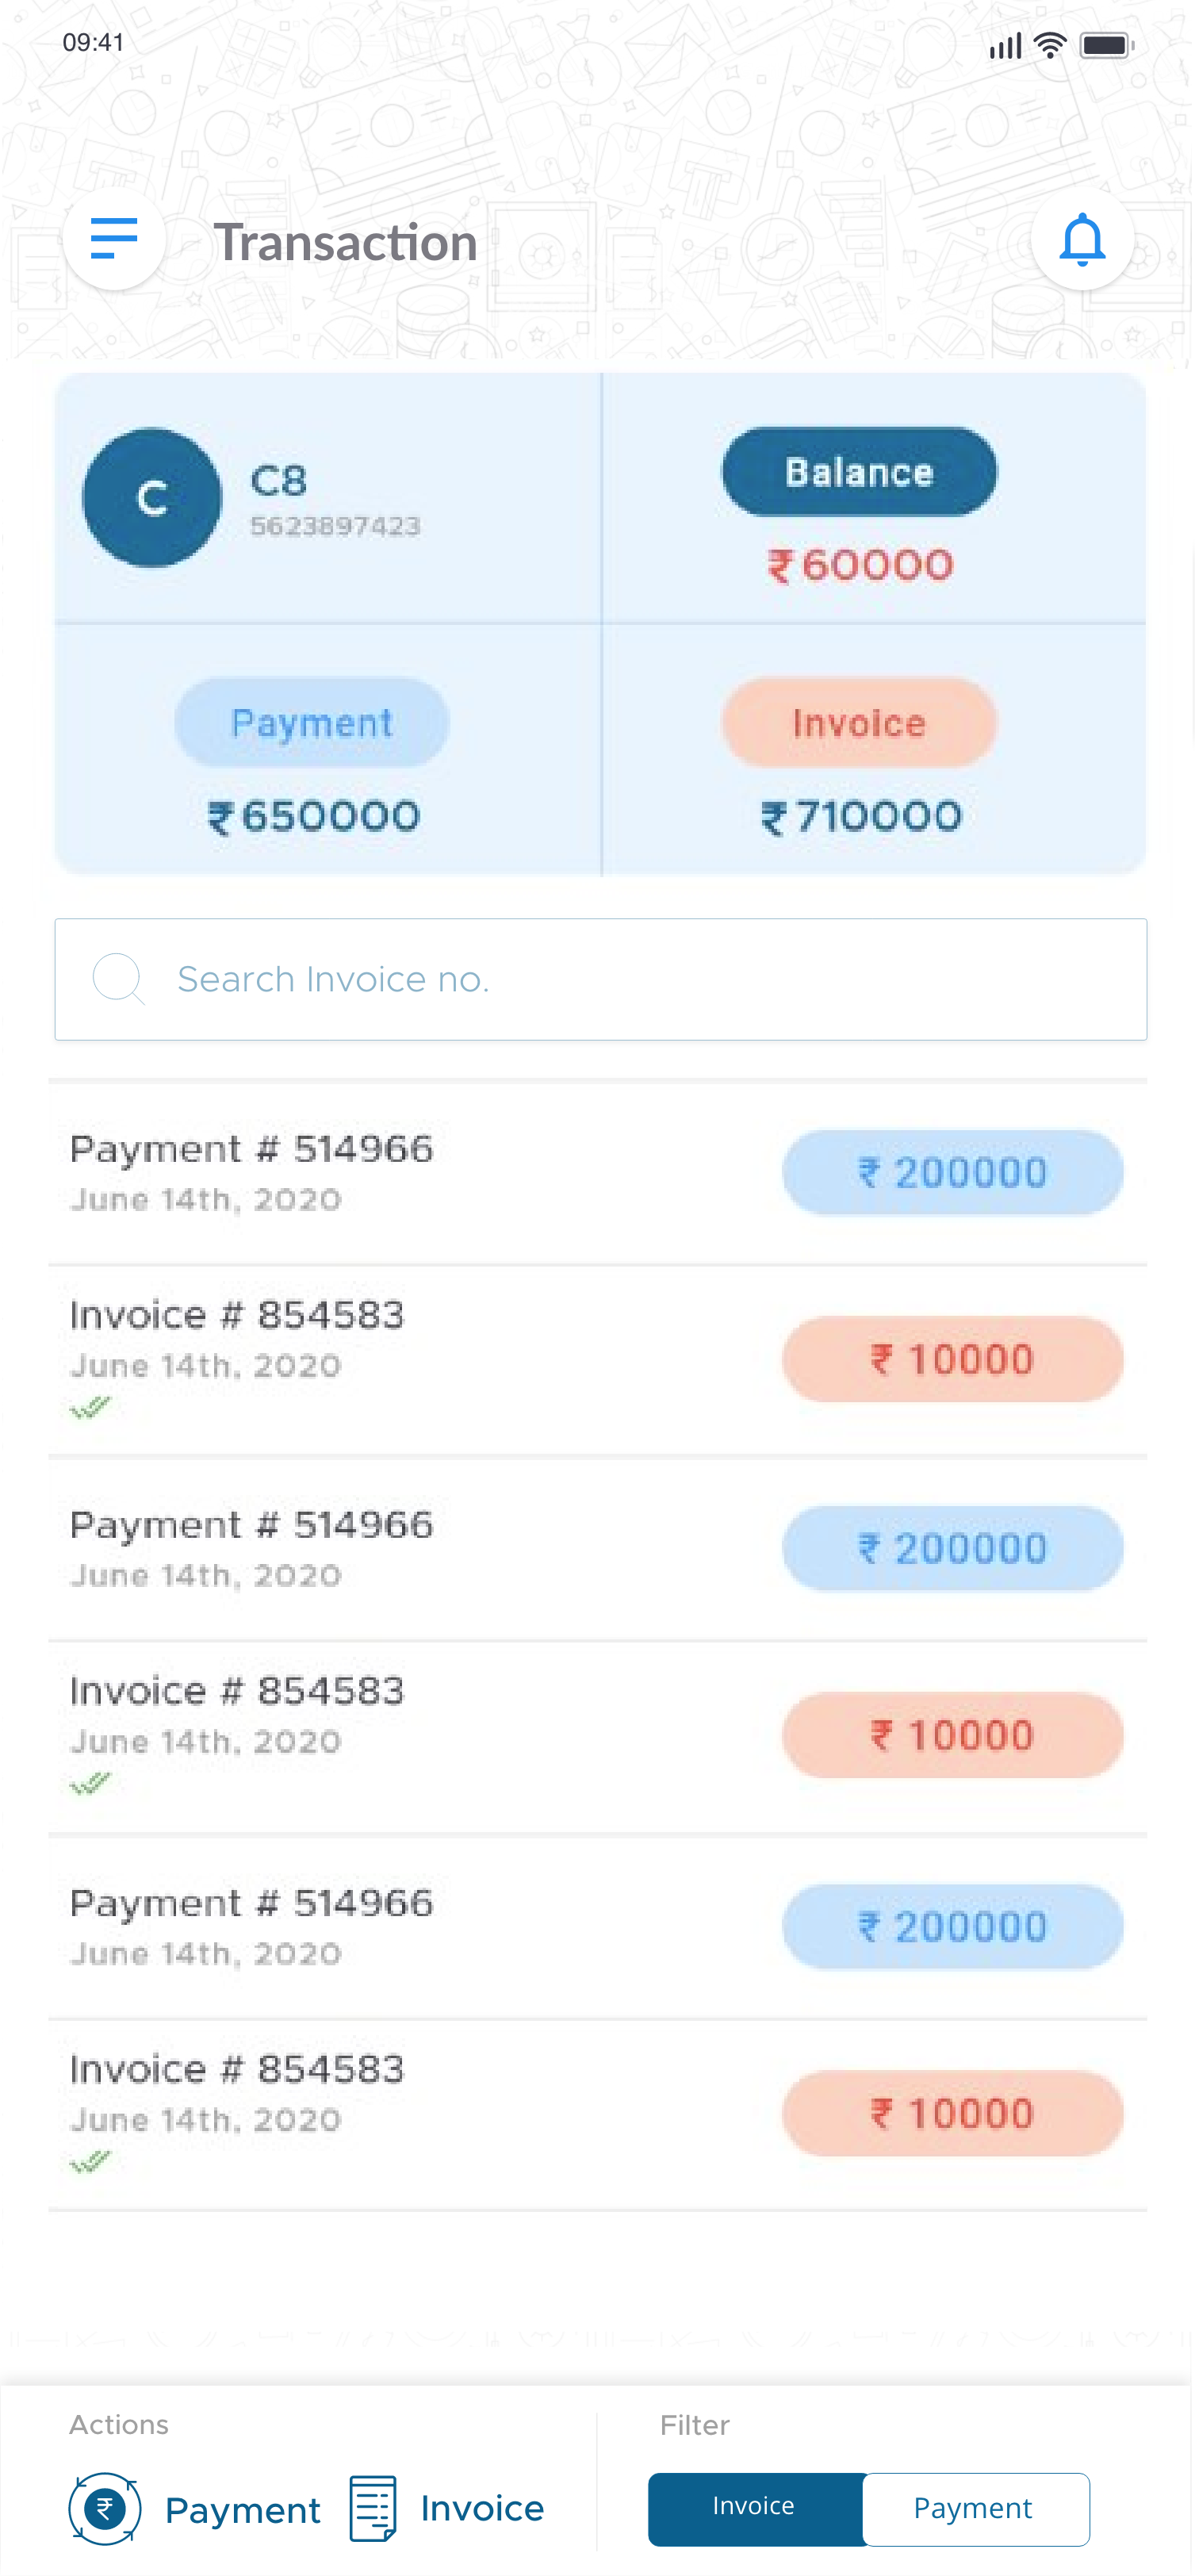 09:41
Transaction
C
C8
5623897423
Balance
₹60000
Payment
₹650000
Invoice
₹710000
Search Invoice no.
Payment # 514966
June 14th, 2020
₹ 200000
Invoice # 854583
June 14th, 2020
₹ 10000
Payment # 514966
June 14th, 2020
₹ 200000
Invoice # 854583
June 14th, 2020
₹ 10000
Payment # 514966
June 14th, 2020
₹ 200000
Invoice # 854583
June 14th, 2020
₹ 10000
Actions
₹ Payment Invoice
Filter
Invoice Payment